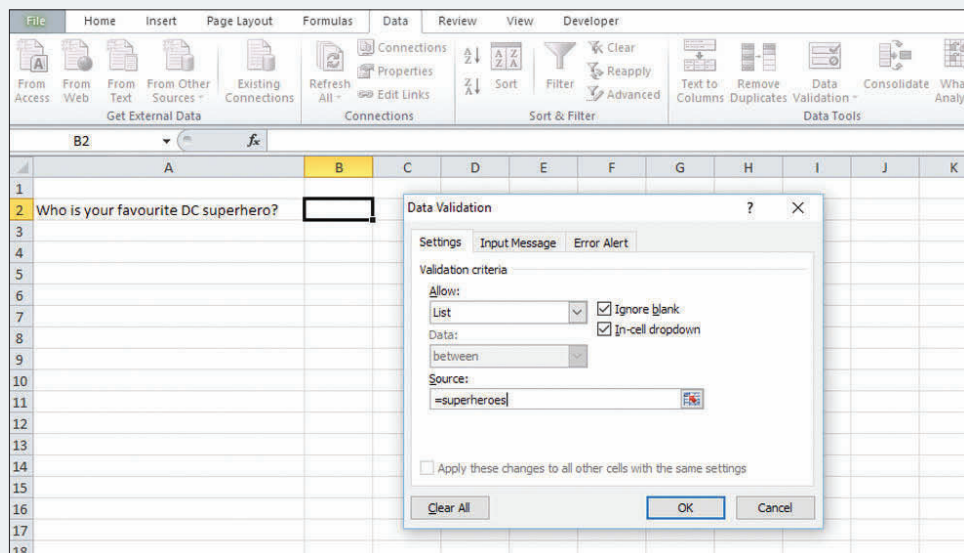 File Home Insert Page Layout Formulas Data Review View Developer
From Access From Web From Text From Other Sources Existing Connections Refresh All Connections Properties Edit Links Sort Filter Clear Reapply Advanced Text to Columns Remove Duplicates Data Validation Consolidate
Get External Data Connections Sort & Filter Data Tools
B2 fx
A B C D E F G H I J K
1
2 Who is your favourite DC superhero?
3
4
5
6
7
8
9
10
11
12
13
14
15
16
17
18
Data Validation ? X
Settings Input Message Error Alert
Validation criteria
Allow:
List Ignore blank
In-cell dropdown
Data:
between
Source:
=superheroes
Apply these changes to all other cells with the same settings
Clear All OK Cancel